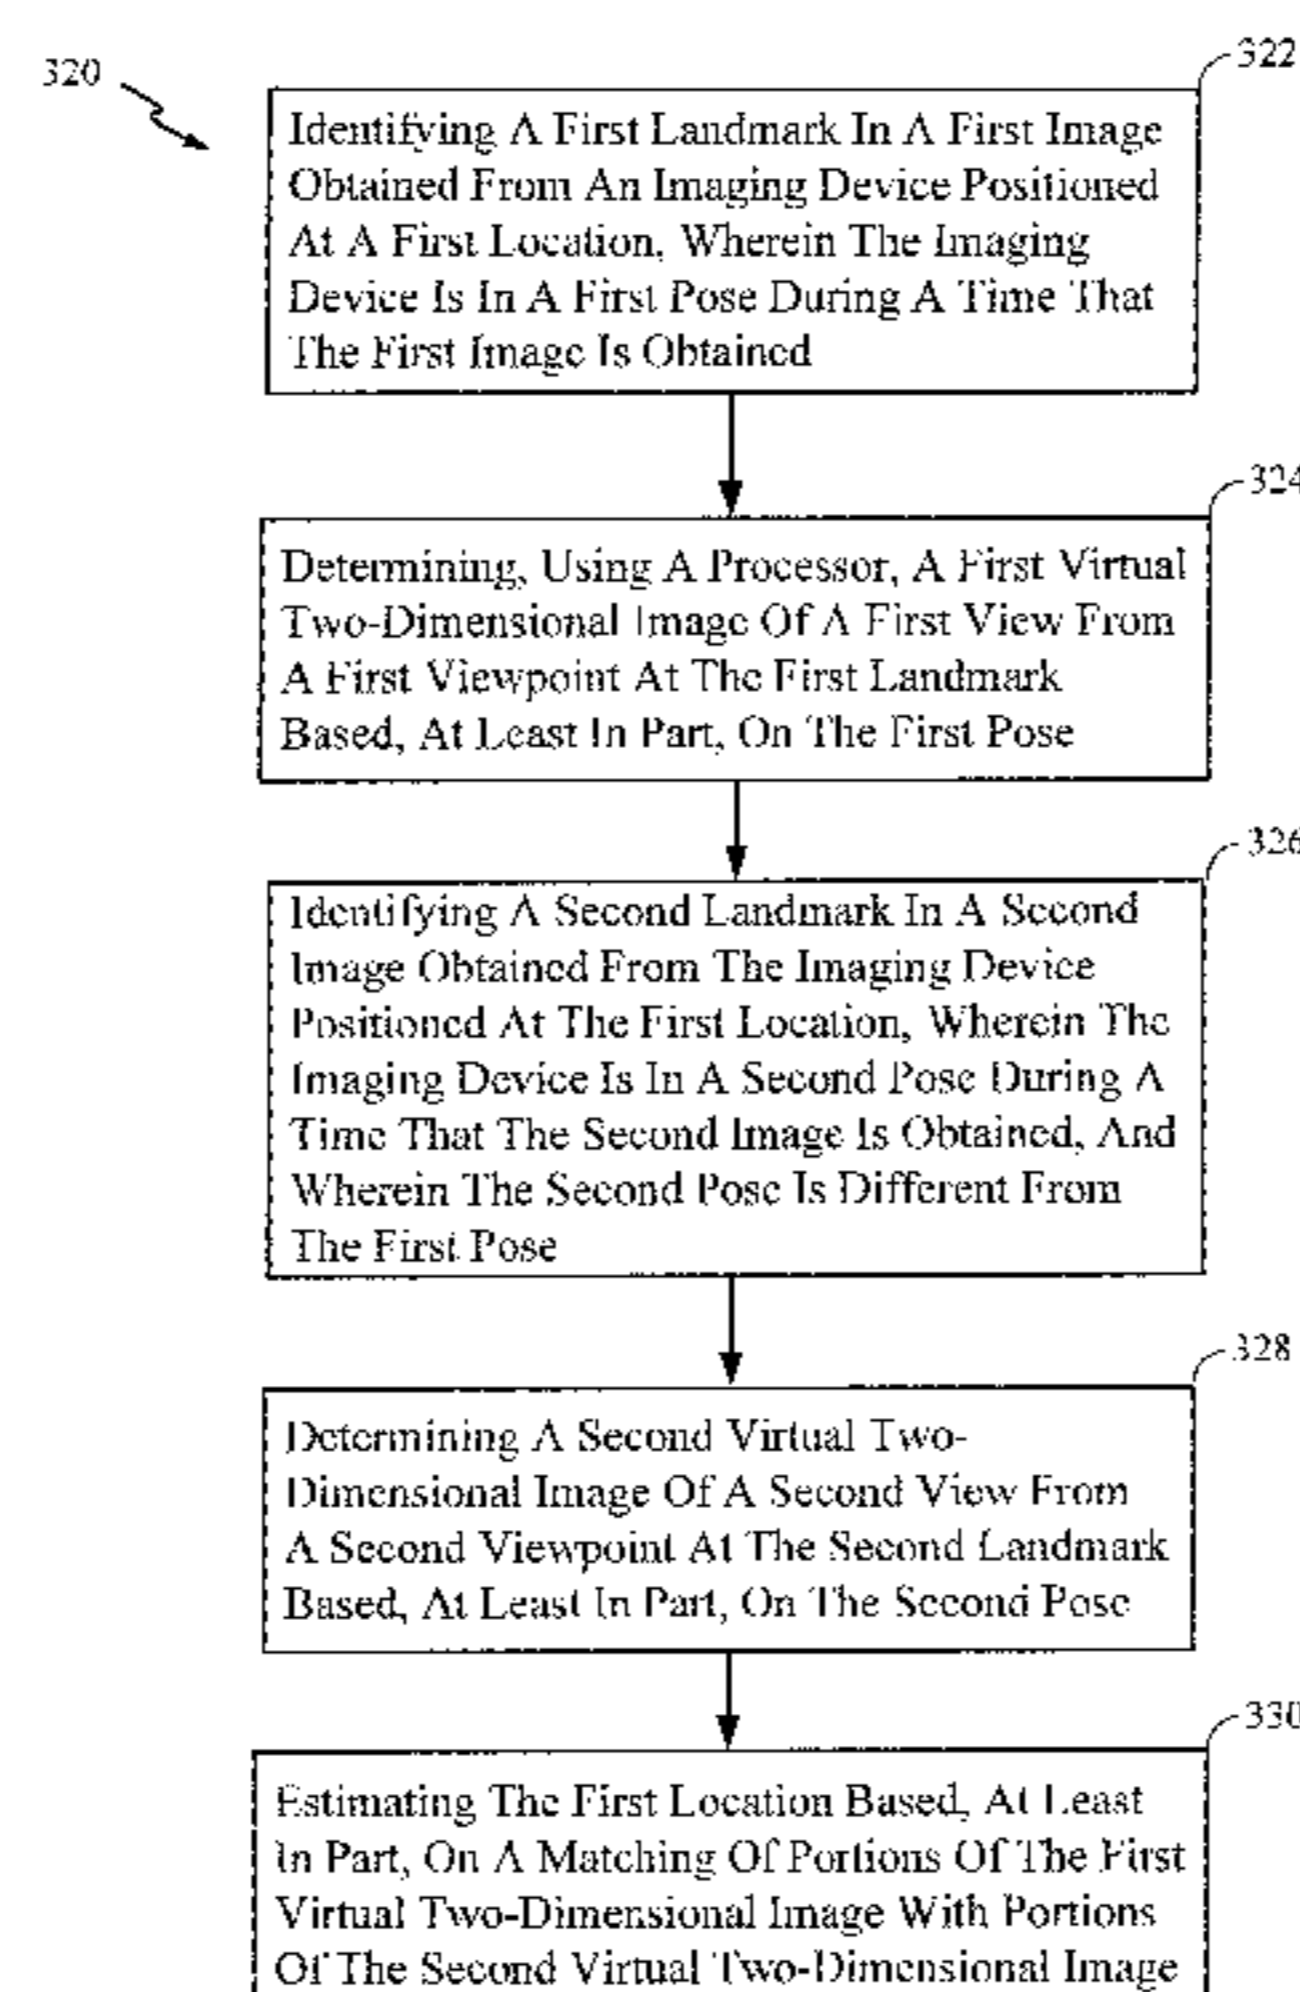 320
322
Identifying A First Landmark In A First Image
Obtained From An Imaging Device Positioned
At A First Location, Wherein The Imaging
Device Is In A First Pose During A Time That
The First Image Is Obtained
324
Determining, Using A Processor, A First Virtual
Two-Dimensional Image Of A First View From
A First Viewpoint At The First Landmark
Based, At Least In Part, On The First Pose
326
Identifying A Second Landmark In A Second
Image Obtained From The Imaging Device
Positioned At The First Location, Wherein The
Imaging Device Is In A Second Pose During A
Time That The Second Image Is Obtained, And
Wherein The Second Pose Is Different From
The First Pose
328
Determining A Second Virtual Two-
Dimensional Image Of A Second View From
A Second Viewpoint At The Second Landmark
Based, At Least In Part, On The Second Pose
330
Estimating The First Location Based, At Least
In Part, On A Matching Of Portions Of The First
Virtual Two-Dimensional Image With Portions
Of The Second Virtual Two-Dimensional Image